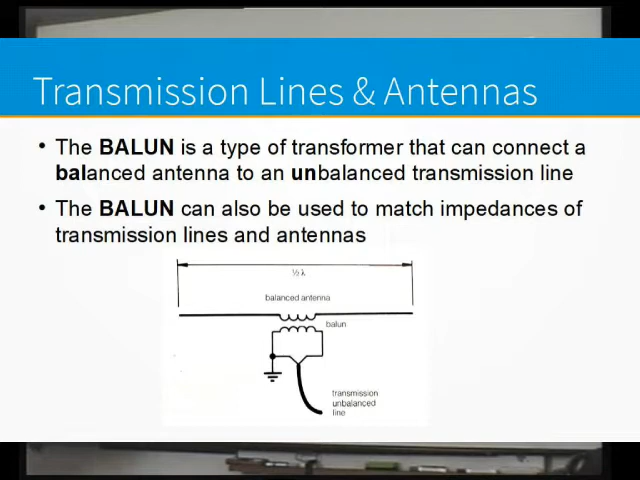 Transmission Lines & Antennas
• The BALUN is a type of transformer that can connect a
balanced antenna to an unbalanced transmission line
• The BALUN can also be used to match impedances of
transmission lines and antennas
½ λ
balanced antenna
balun
transmission
unbalanced
line